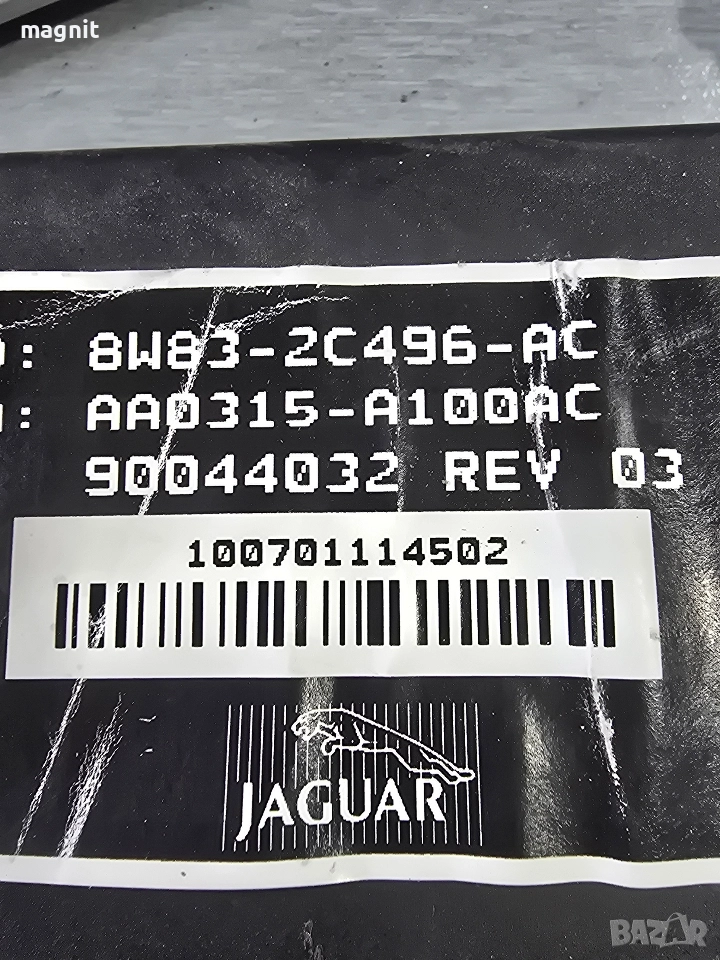 magnit
: 8W83-2C496-AC
: AA0315-A100AC
90044032 REV 03
100701114502
JAGUAR
BAZAR